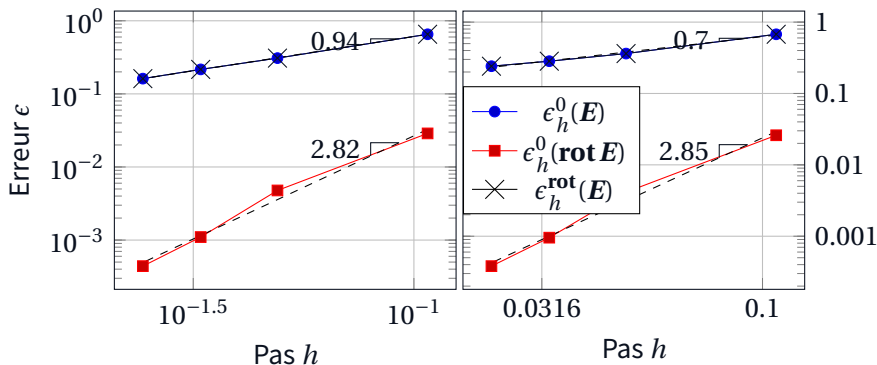 10^0
10^{-1}
10^{-2}
10^{-3}
Erreur ϵ
0.94
2.82
10^{-1.5}
10^{-1}
Pas h
0.7
2.85
ϵ_h^0(E)
ϵ_h^0(rot E)
ϵ_h^{rot}(E)
1
0.1
0.01
0.001
0.0316
0.1
Pas h